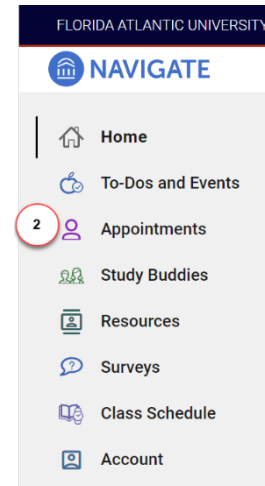 FLORIDA ATLANTIC UNIVERSITY
NAVIGATE
Home
To-Dos and Events
2 Appointments
Study Buddies
Resources
Surveys
Class Schedule
Account